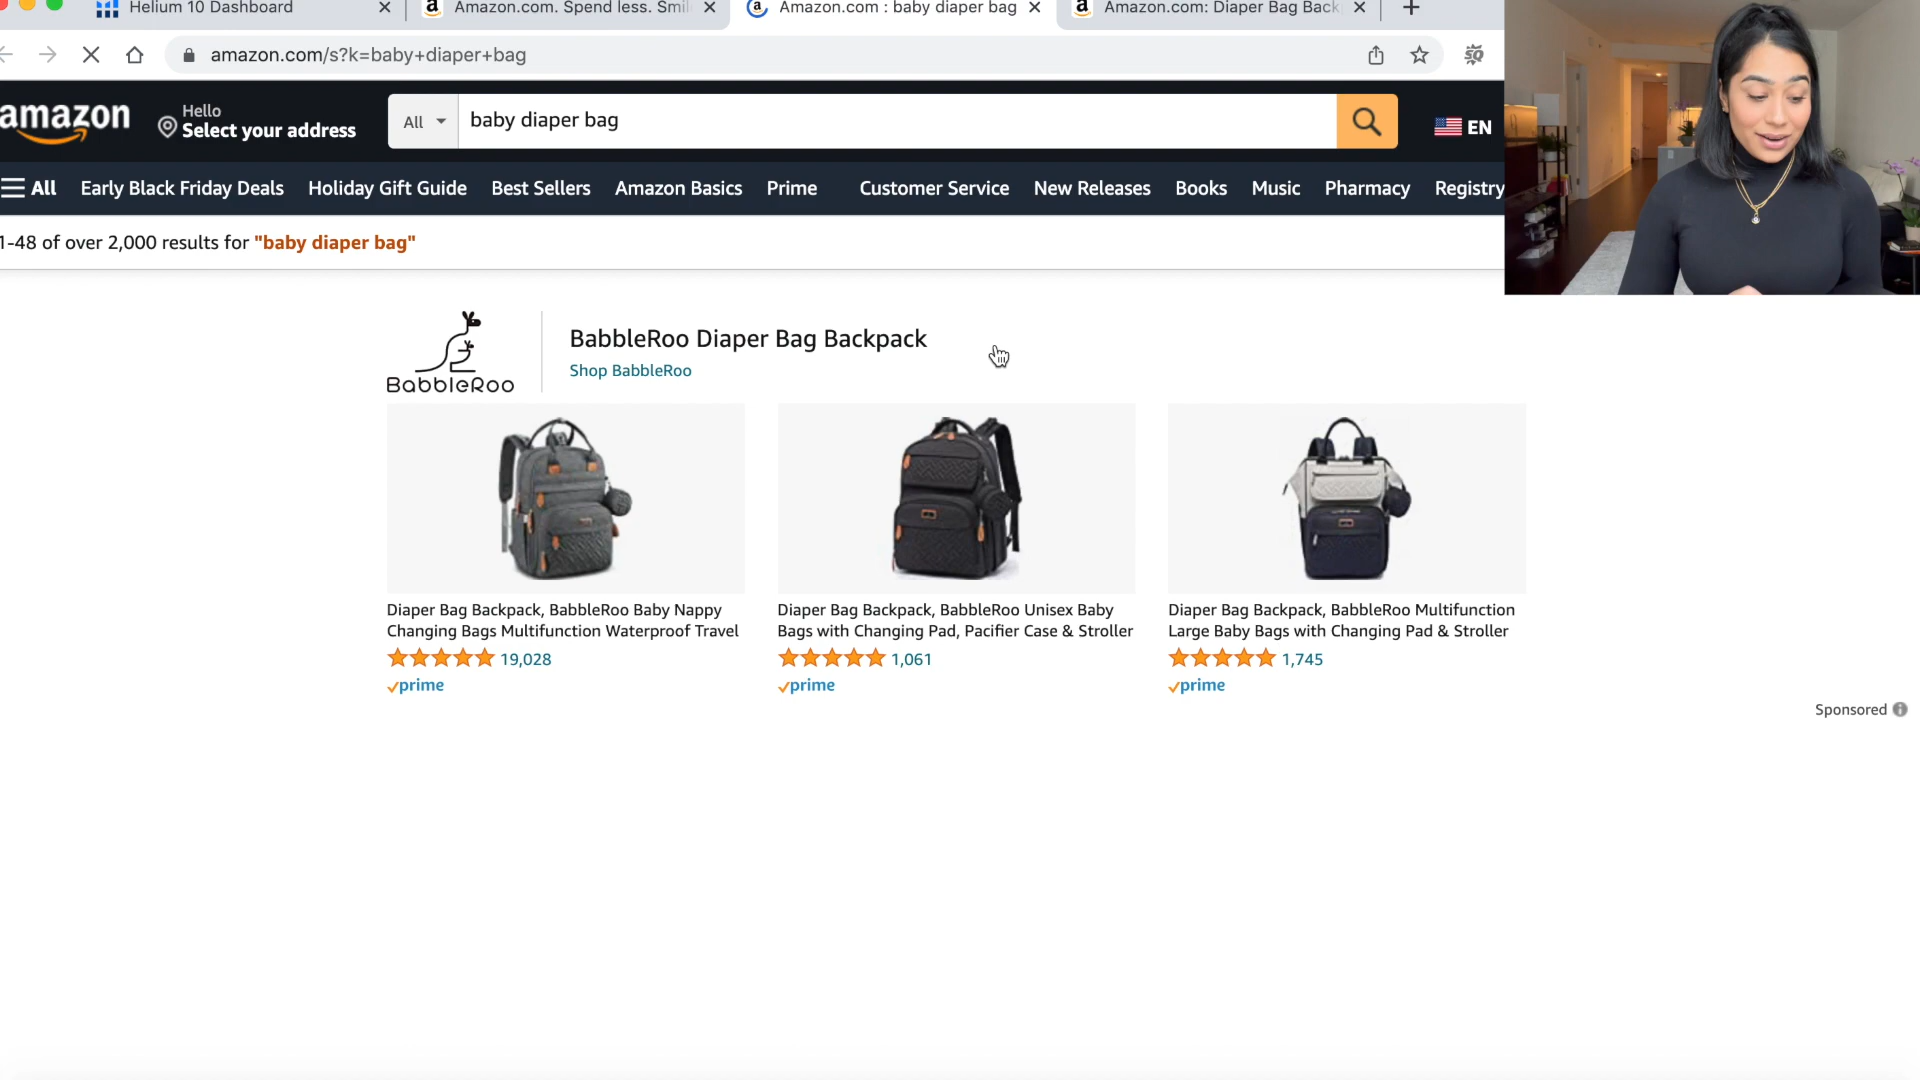 Helium 10 Dashboard
Amazon.com. Spend less. Smil
Amazon.com : baby diaper bag
Amazon.com: Diaper Bag Back
amazon.com/s?k=baby+diaper+bag
amazon
Hello
Select your address
All
baby diaper bag
EN
All
Early Black Friday Deals
Holiday Gift Guide
Best Sellers
Amazon Basics
Prime
Customer Service
New Releases
Books
Music
Pharmacy
Registry
1-48 of over 2,000 results for "baby diaper bag"
BabbleRoo
BabbleRoo Diaper Bag Backpack
Shop BabbleRoo
Diaper Bag Backpack, BabbleRoo Baby Nappy
Changing Bags Multifunction Waterproof Travel
19,028
prime
Diaper Bag Backpack, BabbleRoo Unisex Baby
Bags with Changing Pad, Pacifier Case & Stroller
1,061
prime
Diaper Bag Backpack, BabbleRoo Multifunction
Large Baby Bags with Changing Pad & Stroller
1,745
prime
Sponsored